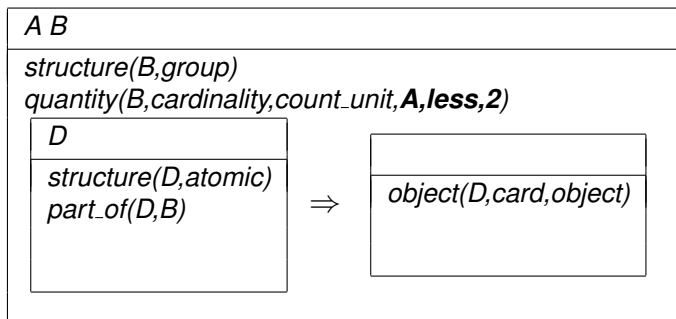 A B
structure(B,group)
quantity(B,cardinality,count_unit,A,less,2)
D
structure(D,atomic)
part_of(D,B)
⇒
object(D,card,object)